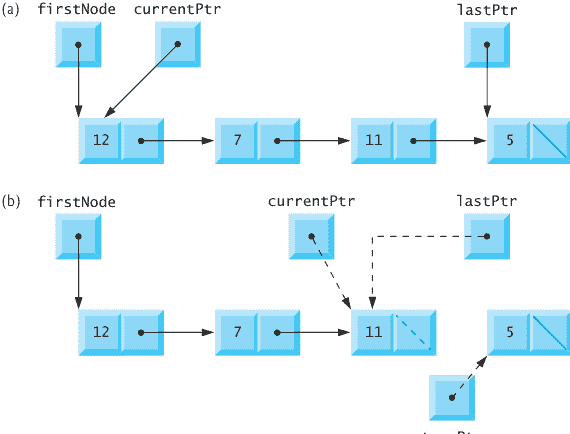 (a) firstNode currentPtr lastPtr
12 7 11 5
(b) firstNode currentPtr lastPtr
12 7 11 5